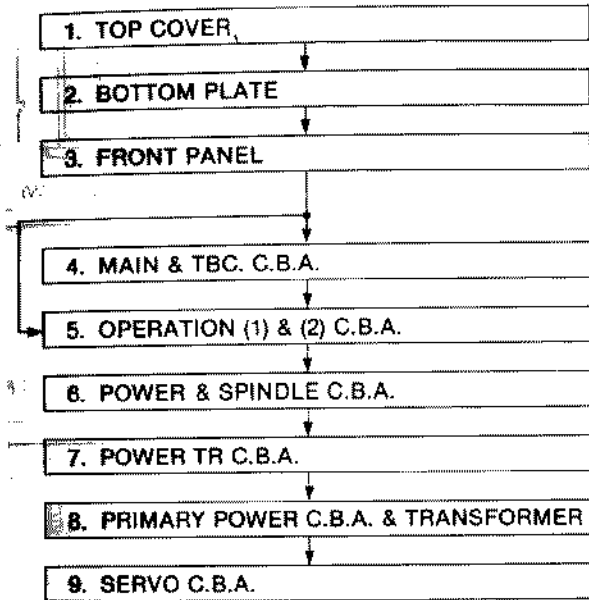 1. TOP COVER
2. BOTTOM PLATE
3. FRONT PANEL
4. MAIN & TBC. C.B.A.
5. OPERATION (1) & (2) C.B.A.
6. POWER & SPINDLE C.B.A.
7. POWER TR C.B.A.
8. PRIMARY POWER C.B.A. & TRANSFORMER
9. SERVO C.B.A.